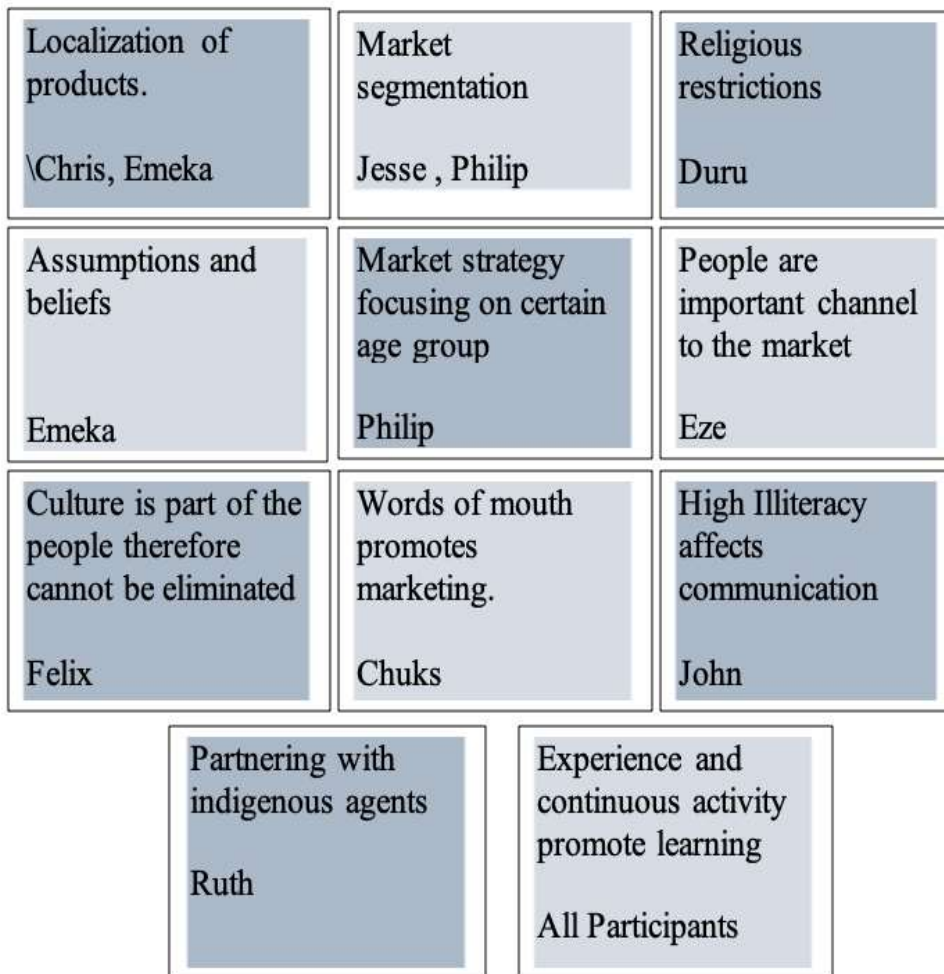 Localization of
products.
\Chris, Emeka
Market
segmentation
Jesse , Philip
Religious
restrictions
Duru
Assumptions and
beliefs
Emeka
Market strategy
focusing on certain
age group
Philip
People are
important channel
to the market
Eze
Culture is part of the
people therefore
cannot be eliminated
Felix
Words of mouth
promotes
marketing.
Chuks
High Illiteracy
affects
communication
John
Partnering with
indigenous agents
Ruth
Experience and
continuous activity
promote learning
All Participants